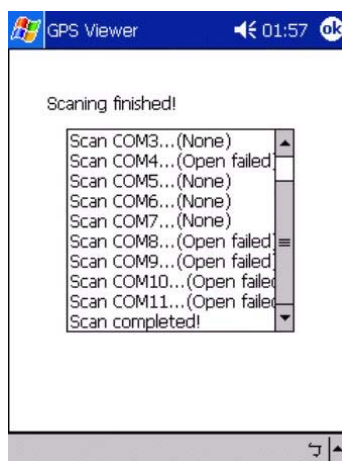 GPS Viewer 01:57 ok
Scaning finished!
Scan COM3...(None)
Scan COM4...(Open failed)
Scan COM5...(None)
Scan COM6...(None)
Scan COM7...(None)
Scan COM8...(Open failed)
Scan COM9...(Open failed)
Scan COM10...(Open failed
Scan COM11...(Open failed
Scan completed!